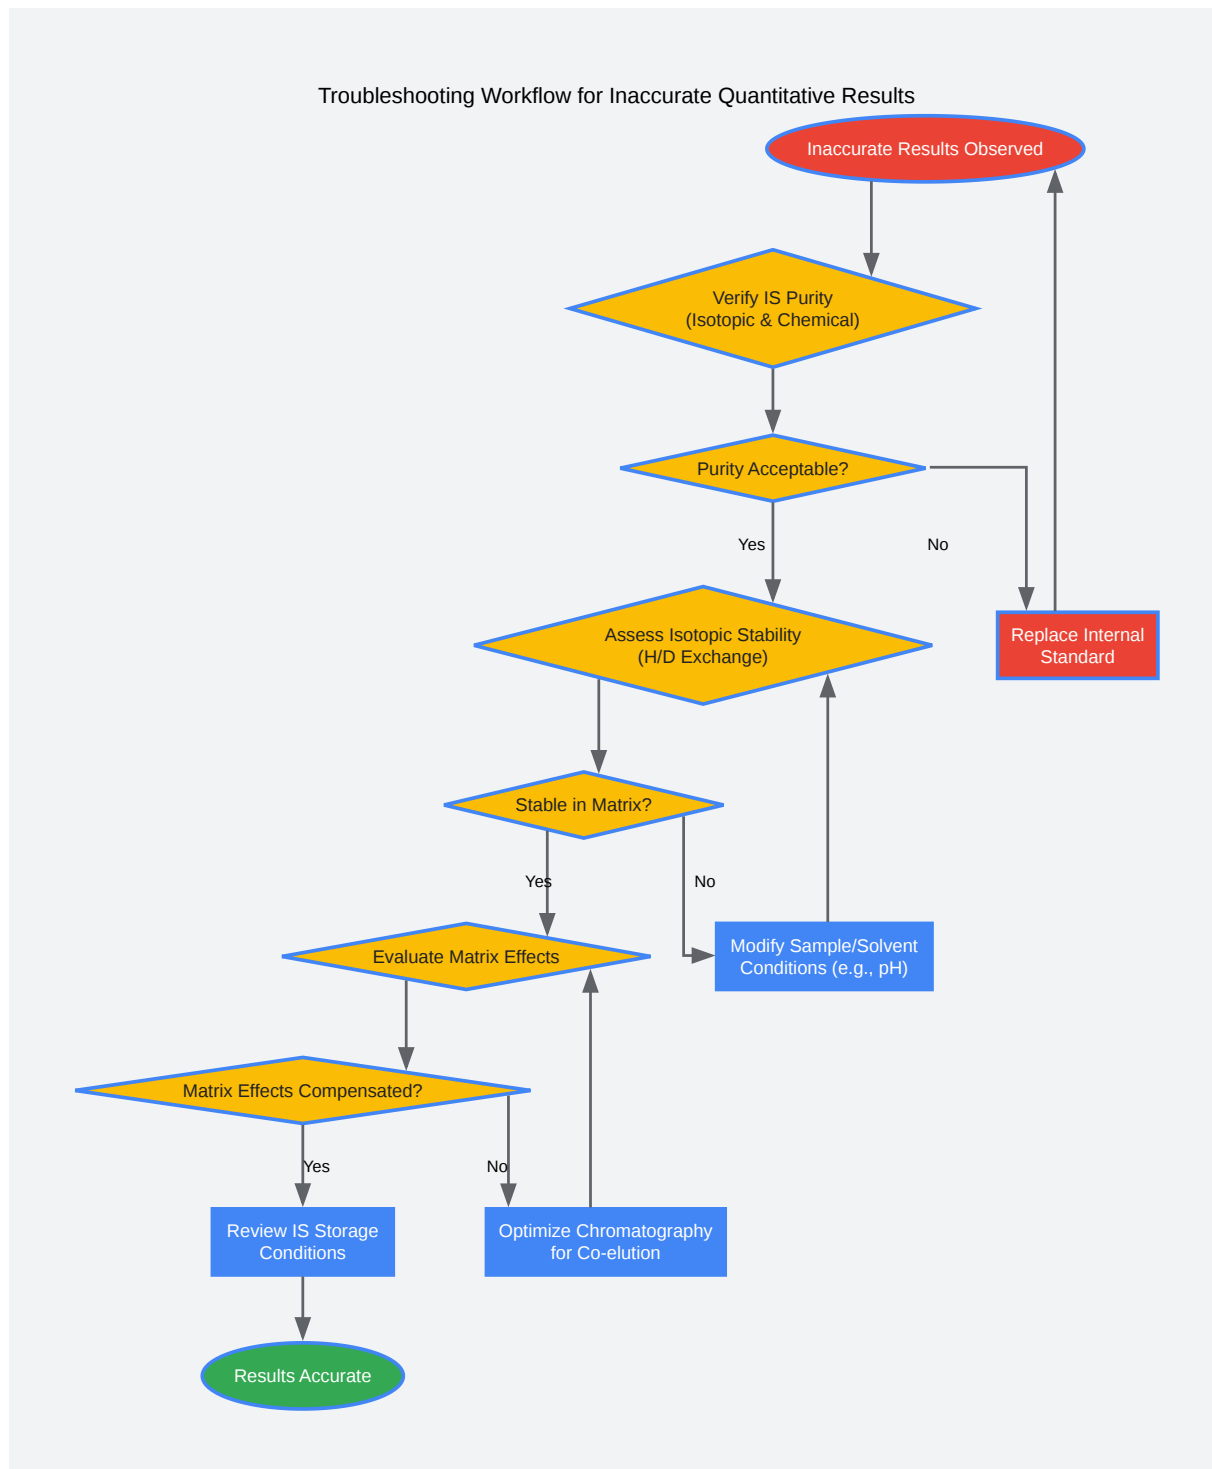 Troubleshooting Workflow for Inaccurate Quantitative Results
Inaccurate Results Observed
Verify IS Purity
(Isotopic & Chemical)
Purity Acceptable?
Yes
No
Assess Isotopic Stability
(H/D Exchange)
Replace Internal
Standard
Stable in Matrix?
Yes
No
Evaluate Matrix Effects
Modify Sample/Solvent
Conditions (e.g., pH)
Matrix Effects Compensated?
Yes
No
Review IS Storage
Conditions
Optimize Chromatography
for Co-elution
Results Accurate